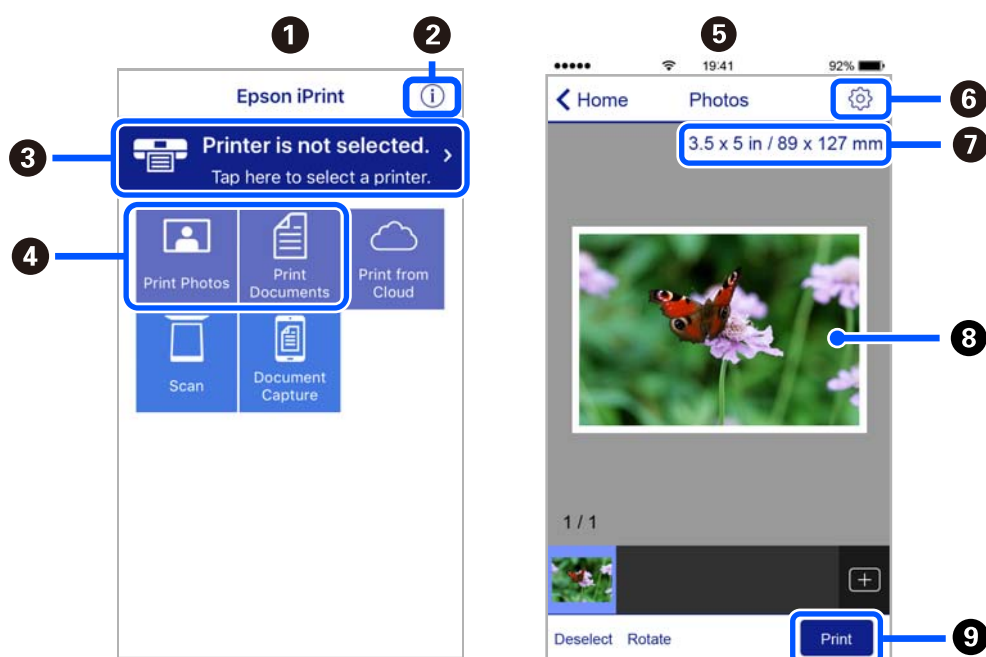 1
2
Epson iPrint
3
Printer is not selected.
Tap here to select a printer.
4
Print Photos
Print
Documents
Print from
Cloud
Scan
Document
Capture
5
19:41
92%
Home
Photos
6
3.5 x 5 in / 89 x 127 mm
7
8
1 / 1
Deselect
Rotate
Print
9